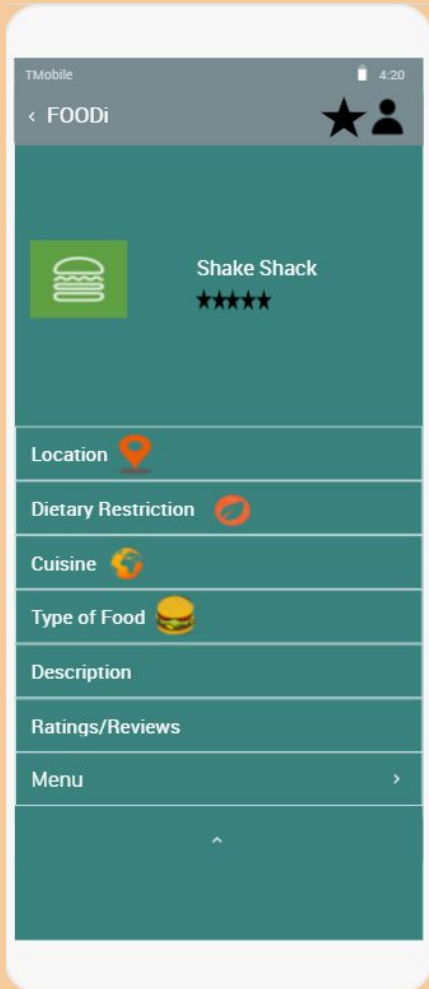 TMobile 4:20
‹ FOODi
Shake Shack
Location
Dietary Restriction
Cuisine
Type of Food
Description
Ratings/Reviews
Menu ›